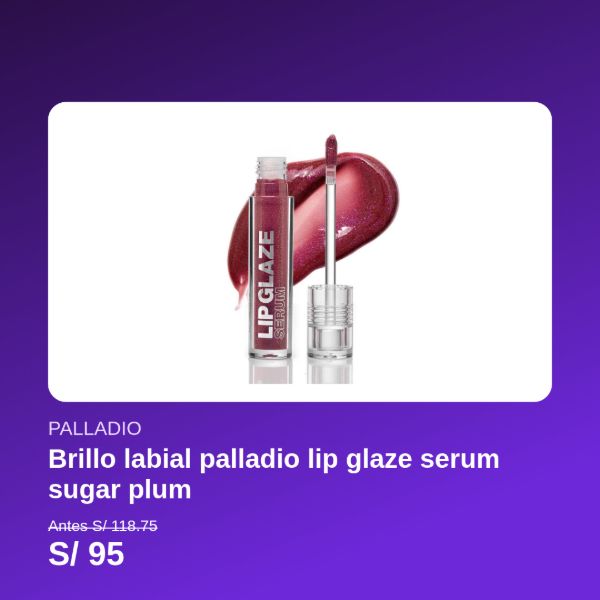 LIP GLAZE
SERUM
PALLADIO
Brillo labial palladio lip glaze serum
sugar plum
Antes S/ 118.75
S/ 95